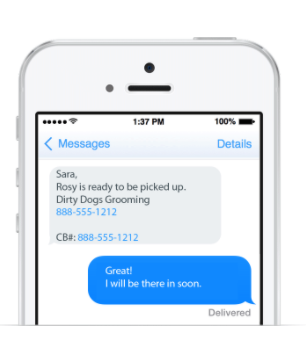 1:37 PM
100%
Messages
Details
Sara,
Rosy is ready to be picked up.
Dirty Dogs Grooming
888-555-1212
CB#: 888-555-1212
Great!
I will be there in soon.
Delivered